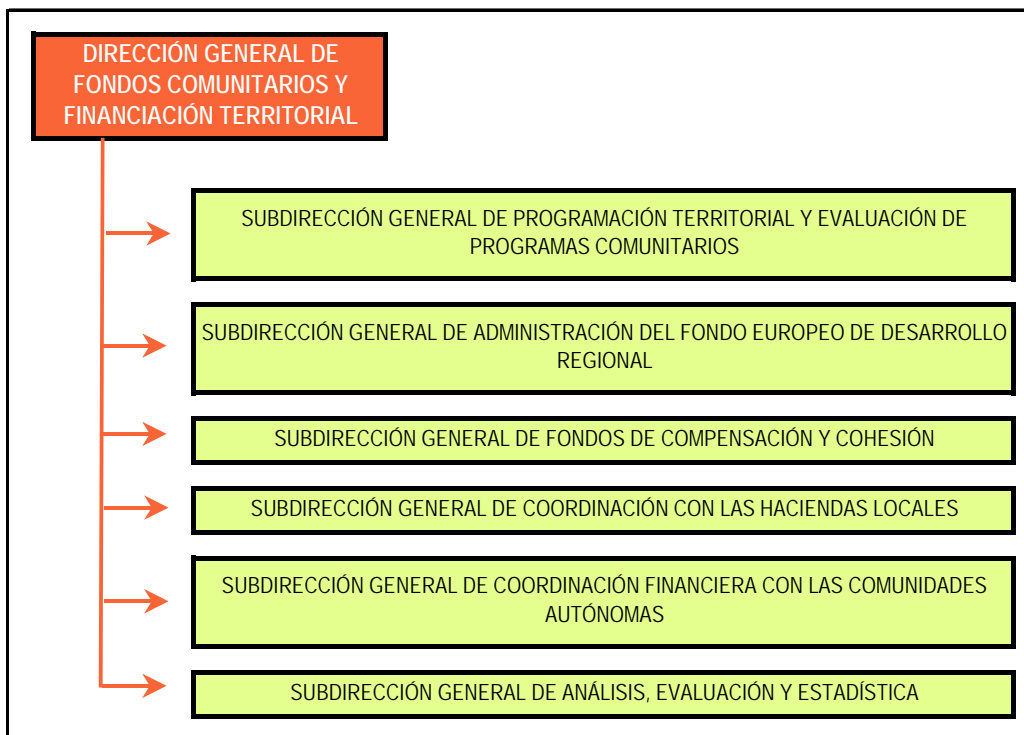 DIRECCIÓN GENERAL DE
FONDOS COMUNITARIOS Y
FINANCIACIÓN TERRITORIAL
SUBDIRECCIÓN GENERAL DE PROGRAMACIÓN TERRITORIAL Y EVALUACIÓN DE
PROGRAMAS COMUNITARIOS
SUBDIRECCIÓN GENERAL DE ADMINISTRACIÓN DEL FONDO EUROPEO DE DESARROLLO
REGIONAL
SUBDIRECCIÓN GENERAL DE FONDOS DE COMPENSACIÓN Y COHESIÓN
SUBDIRECCIÓN GENERAL DE COORDINACIÓN CON LAS HACIENDAS LOCALES
SUBDIRECCIÓN GENERAL DE COORDINACIÓN FINANCIERA CON LAS COMUNIDADES
AUTÓNOMAS
SUBDIRECCIÓN GENERAL DE ANÁLISIS, EVALUACIÓN Y ESTADÍSTICA